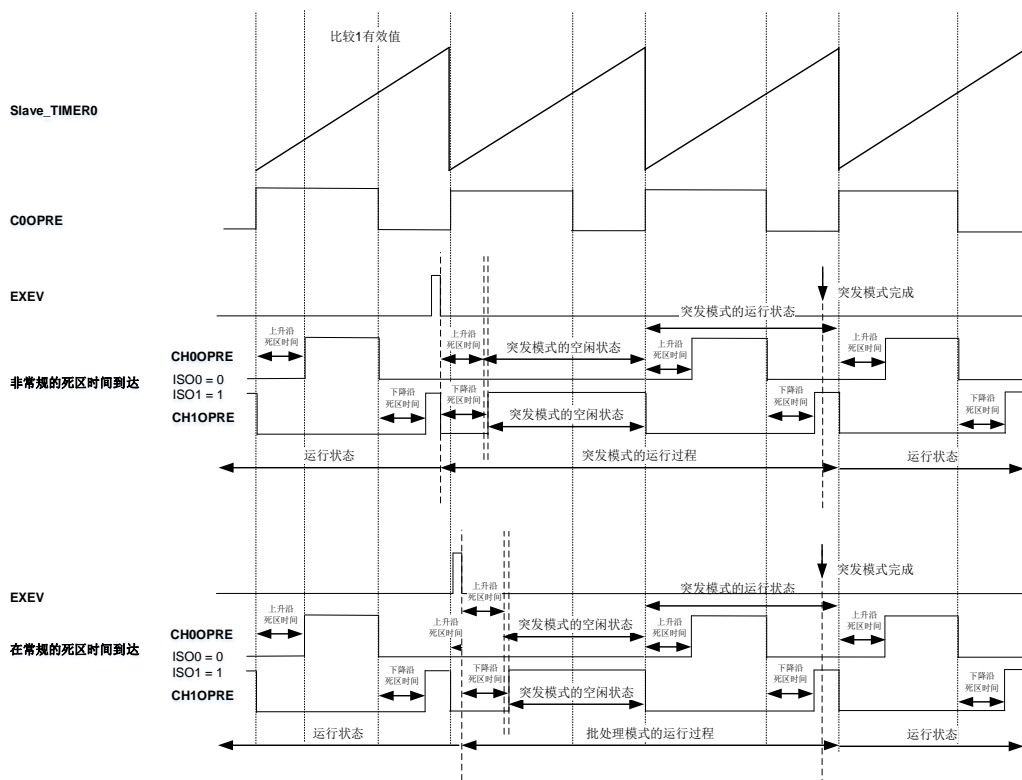 比较1有效值
Slave_TIMER0
C0OPRE
EXEV
突发模式完成
突发模式的运行状态
上升沿
死区时间
上升沿
死区时间
上升沿
死区时间
上升沿
死区时间
CH0OPRE
突发模式的空闲状态
非常规的死区时间到达
ISO0 = 0
ISO1 = 1
CH1OPRE
下降沿
死区时间
下降沿
死区时间
突发模式的空闲状态
下降沿
死区时间
下降沿
死区时间
运行状态
突发模式的运行过程
运行状态
EXEV
突发模式完成
突发模式的运行状态
上升沿
死区时间
上升沿
死区时间
上升沿
死区时间
上升沿
死区时间
上升沿
死区时间
CH0OPRE
突发模式的空闲状态
在常规的死区时间到达
ISO0 = 0
ISO1 = 1
CH1OPRE
下降沿
死区时间
下降沿
死区时间
突发模式的空闲状态
下降沿
死区时间
下降沿
死区时间
运行状态
批处理模式的运行过程
运行状态